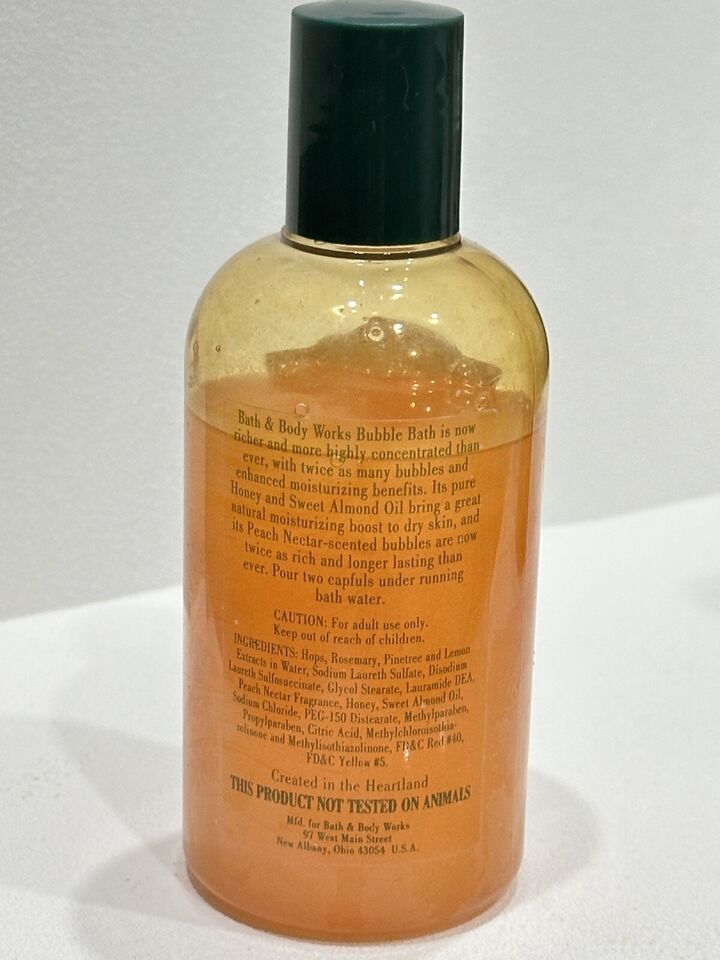 Bath & Body Works Bubble Bath is now
richer and more highly concentrated than
ever, with twice as many bubbles and
enhanced moisturizing benefits. Its pure
Honey and Sweet Almond Oil bring a great
natural moisturizing boost to dry skin, and
its Peach Nectar-scented bubbles are now
twice as rich and longer lasting than
ever. Pour two capfuls under running
bath water.
CAUTION: For adult use only.
Keep out of reach of children.
INGREDIENTS: Hops, Rosemary, Pinetree and Lemon
Extracts in Water, Sodium Laureth Sulfate, Disodium
Laureth Sulfosuccinate, Glycol Stearate, Lauramide DEA,
Peach Nectar Fragrance, Honey, Sweet Almond Oil,
Sodium Chloride, PEG-150 Distearate, Methylparaben,
Propylparaben, Citric Acid, Methylchloroisothia-
zolinone and Methylisothiazolinone, FD&C Red #40,
FD&C Yellow #5.
Created in the Heartland
THIS PRODUCT NOT TESTED ON ANIMALS
Mfd. for Bath & Body Works
97 West Main Street
New Albany, Ohio 43054 U.S.A.